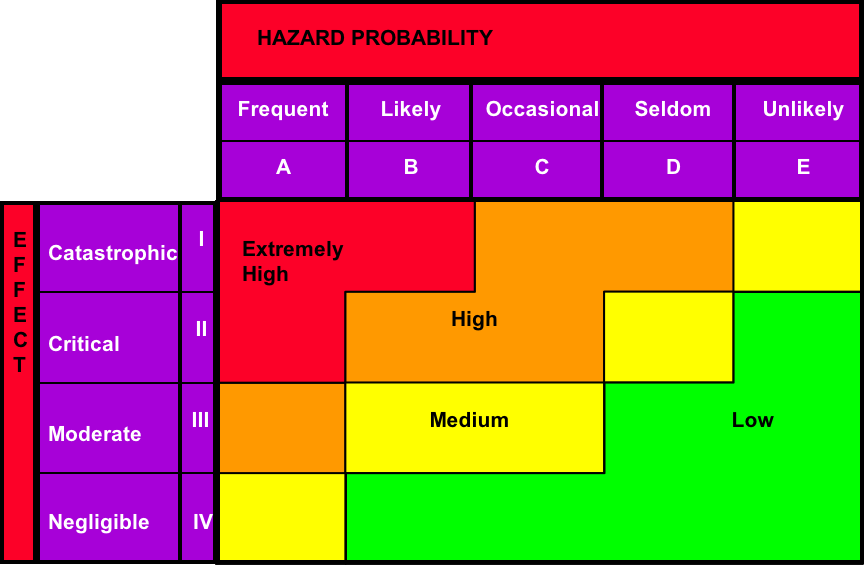 HAZARD PROBABILITY
Frequent Likely Occasional Seldom Unlikely
A B C D E
EFFECT
Catastrophic I
Extremely
High
Critical II
High
Moderate III
Medium
Low
Negligible IV